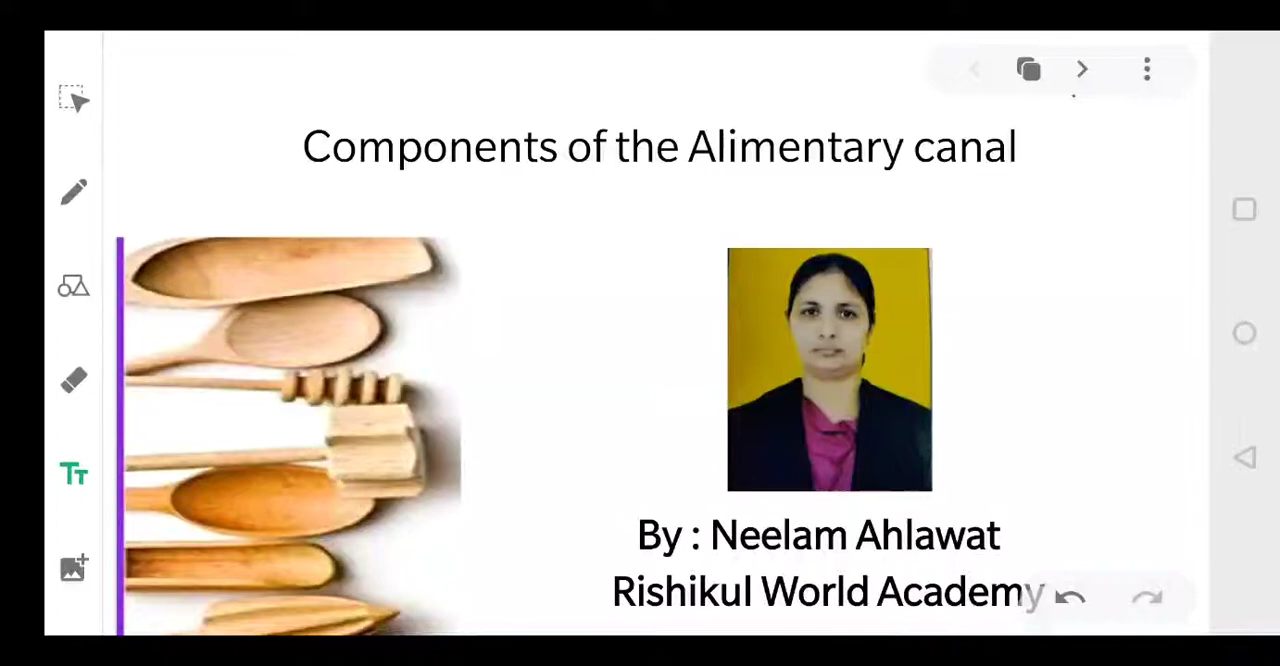 Components of the Alimentary canal
By : Neelam Ahlawat
Rishikul World Academy